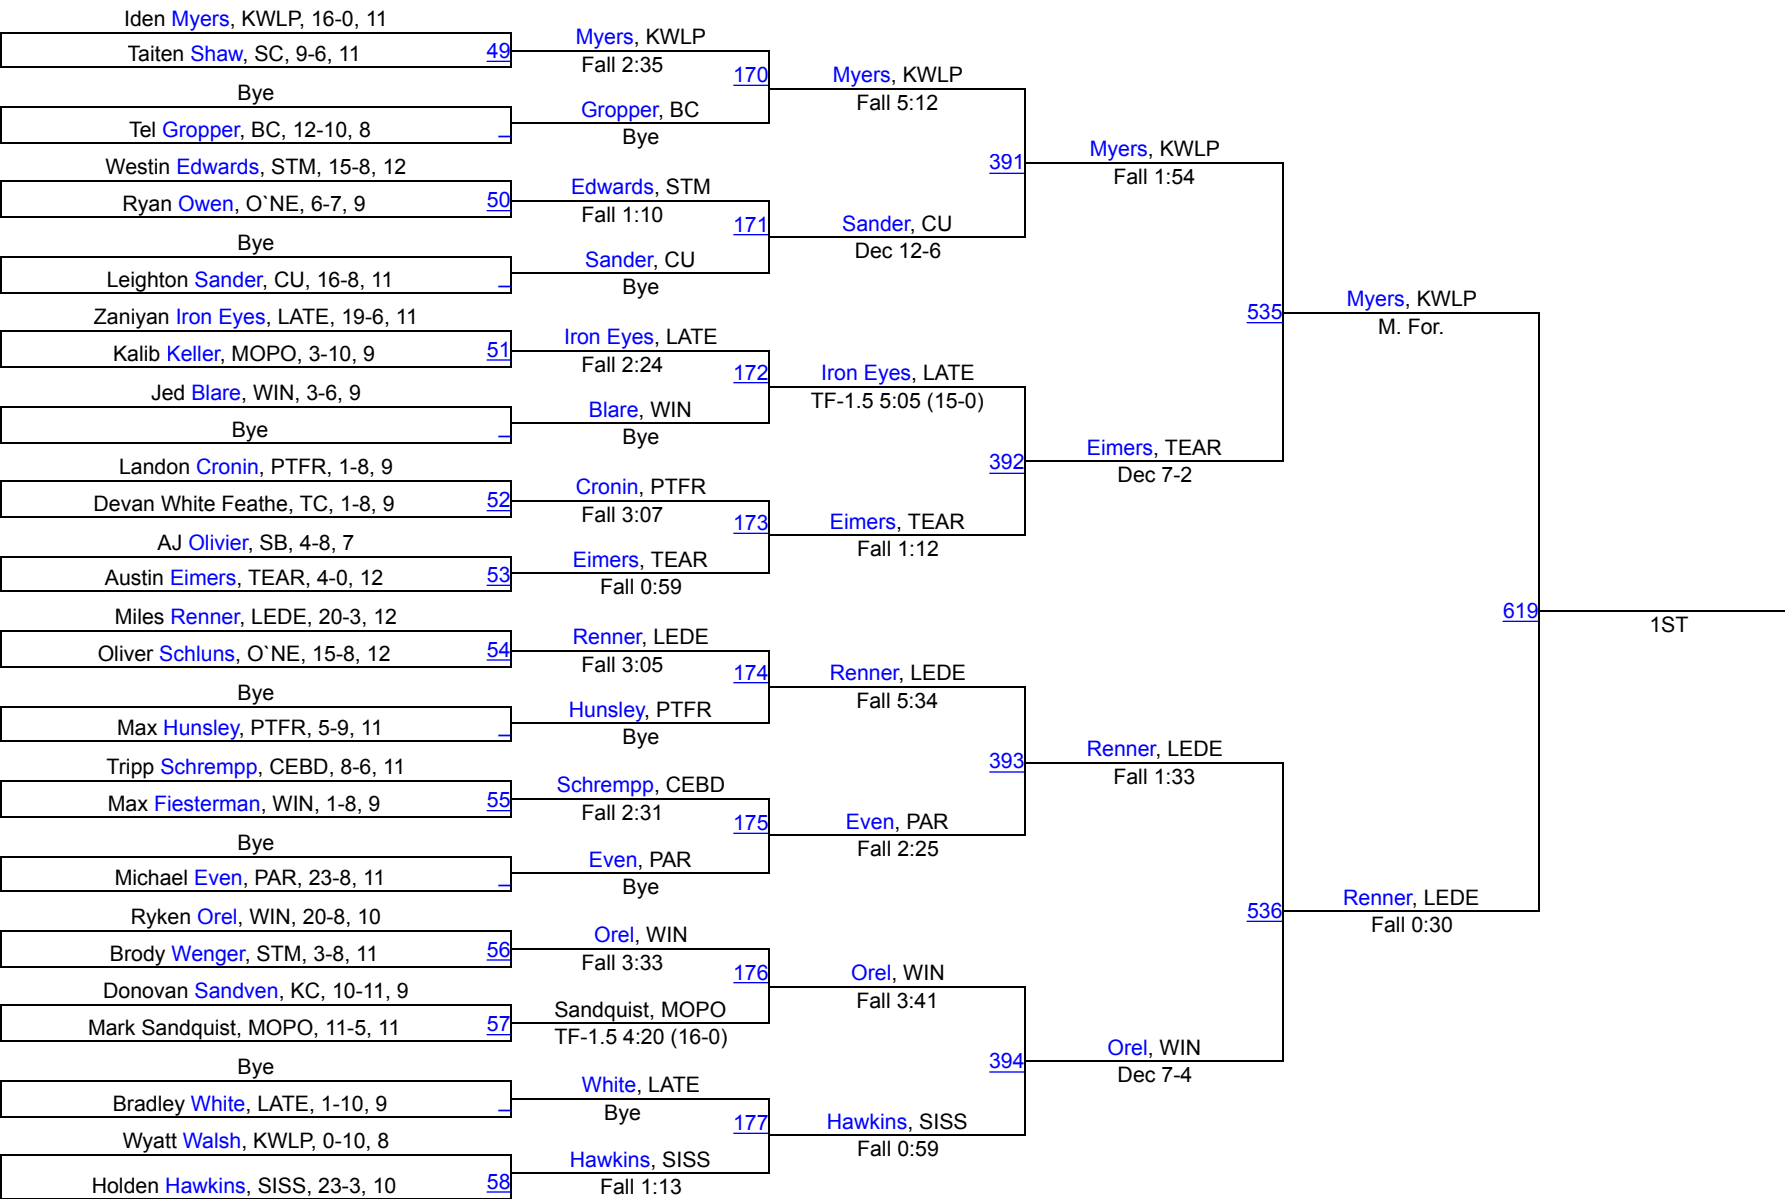 Iden Myers, KWLP, 16-0, 11
Taiten Shaw, SC, 9-6, 11
49
Bye
Tel Gropper, BC, 12-10, 8
Westin Edwards, STM, 15-8, 12
Ryan Owen, O`NE, 6-7, 9
50
Bye
Leighton Sander, CU, 16-8, 11
Zaniyan Iron Eyes, LATE, 19-6, 11
Kalib Keller, MOPO, 3-10, 9
51
Jed Blare, WIN, 3-6, 9
Bye
Landon Cronin, PTFR, 1-8, 9
Devan White Feathe, TC, 1-8, 9
52
AJ Olivier, SB, 4-8, 7
Austin Eimers, TEAR, 4-0, 12
53
Miles Renner, LEDE, 20-3, 12
Oliver Schluns, O`NE, 15-8, 12
54
Bye
Max Hunsley, PTFR, 5-9, 11
Tripp Schrempp, CEBD, 8-6, 11
Max Fiesterman, WIN, 1-8, 9
55
Bye
Michael Even, PAR, 23-8, 11
Ryken Orel, WIN, 20-8, 10
Brody Wenger, STM, 3-8, 11
56
Donovan Sandven, KC, 10-11, 9
Mark Sandquist, MOPO, 11-5, 11
57
Bye
Bradley White, LATE, 1-10, 9
Wyatt Walsh, KWLP, 0-10, 8
Holden Hawkins, SISS, 23-3, 10
58
Myers, KWLP
Fall 2:35
170
Gropper, BC
Bye
Edwards, STM
Fall 1:10
171
Sander, CU
Bye
Iron Eyes, LATE
Fall 2:24
172
Blare, WIN
Bye
Cronin, PTFR
Fall 3:07
173
Eimers, TEAR
Fall 0:59
Renner, LEDE
Fall 3:05
174
Hunsley, PTFR
Bye
Schrempp, CEBD
Fall 2:31
175
Even, PAR
Bye
Orel, WIN
Fall 3:33
176
Sandquist, MOPO
TF-1.5 4:20 (16-0)
White, LATE
Bye
177
Hawkins, SISS
Fall 1:13
Myers, KWLP
Fall 5:12
391
Sander, CU
Dec 12-6
Iron Eyes, LATE
TF-1.5 5:05 (15-0)
392
Eimers, TEAR
Fall 1:12
Renner, LEDE
Fall 5:34
393
Even, PAR
Fall 2:25
Orel, WIN
Fall 3:41
394
Hawkins, SISS
Fall 0:59
Myers, KWLP
Fall 1:54
535
Eimers, TEAR
Dec 7-2
Renner, LEDE
Fall 1:33
536
Orel, WIN
Dec 7-4
Myers, KWLP
M. For.
619
Renner, LEDE
Fall 0:30
1ST